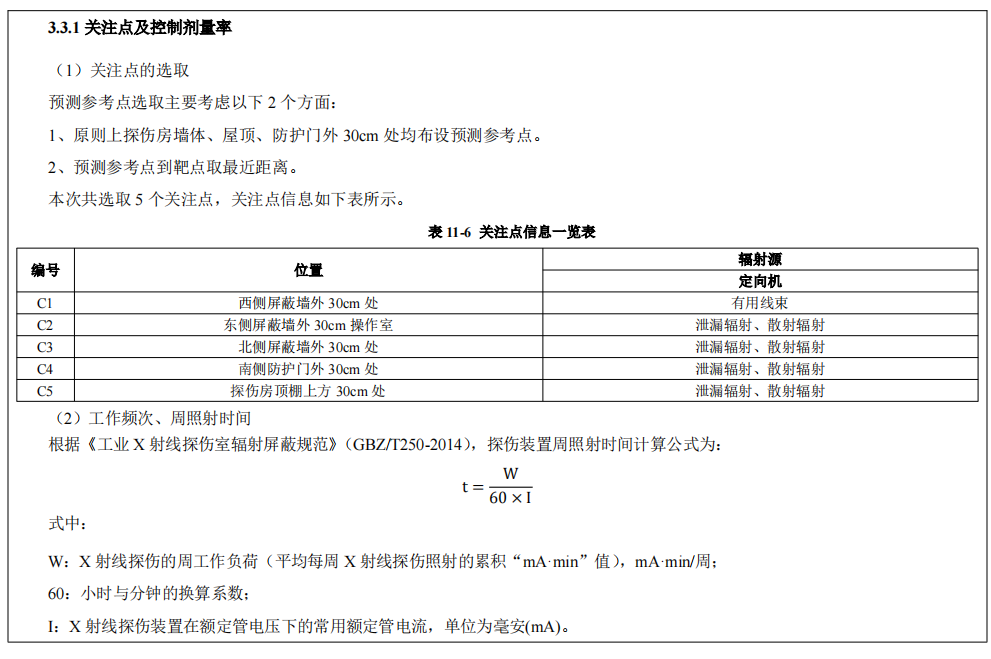 3.3.1 关注点及控制剂量率
（1）关注点的选取
预测参考点选取主要考虑以下 2 个方面：
1、原则上探伤房墙体、屋顶、防护门外 30cm 处均布设预测参考点。
2、预测参考点到靶点取最近距离。
本次共选取 5 个关注点，关注点信息如下表所示。
表 11-6 关注点信息一览表
编号 位置 辐射源
定向机
C1 西侧屏蔽墙外 30cm 处 有用线束
C2 东侧屏蔽墙外 30cm 操作室 泄漏辐射、散射辐射
C3 北侧屏蔽墙外 30cm 处 泄漏辐射、散射辐射
C4 南侧防护门外 30cm 处 泄漏辐射、散射辐射
C5 探伤房顶棚上方 30cm 处 泄漏辐射、散射辐射
（2）工作频次、周照射时间
根据《工业 X 射线探伤室辐射屏蔽规范》（GBZ/T250-2014），探伤装置周照射时间计算公式为：
t = W / 60 × I
式中：
W：X 射线探伤的周工作负荷（平均每周 X 射线探伤照射的累积“mA·min”值），mA·min/周；
60：小时与分钟的换算系数；
I：X 射线探伤装置在额定管电压下的常用额定管电流，单位为毫安(mA)。